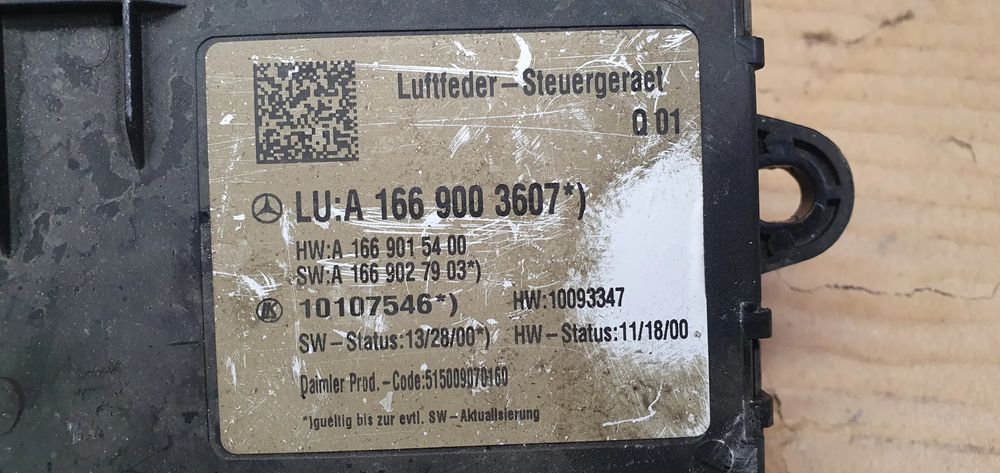 Luftfeder-Steuergeraet
Q 01
LU:A 166 900 3607*)
HW:A 166 901 54 00
SW:A 166 902 79 03*)
10107546*) HW:10093347
SW-Status:13/28/00*) HW-Status:11/18/00
Daimler Prod.-Code:515009070160
*)gueltig bis zur evtl. SW-Aktualisierung